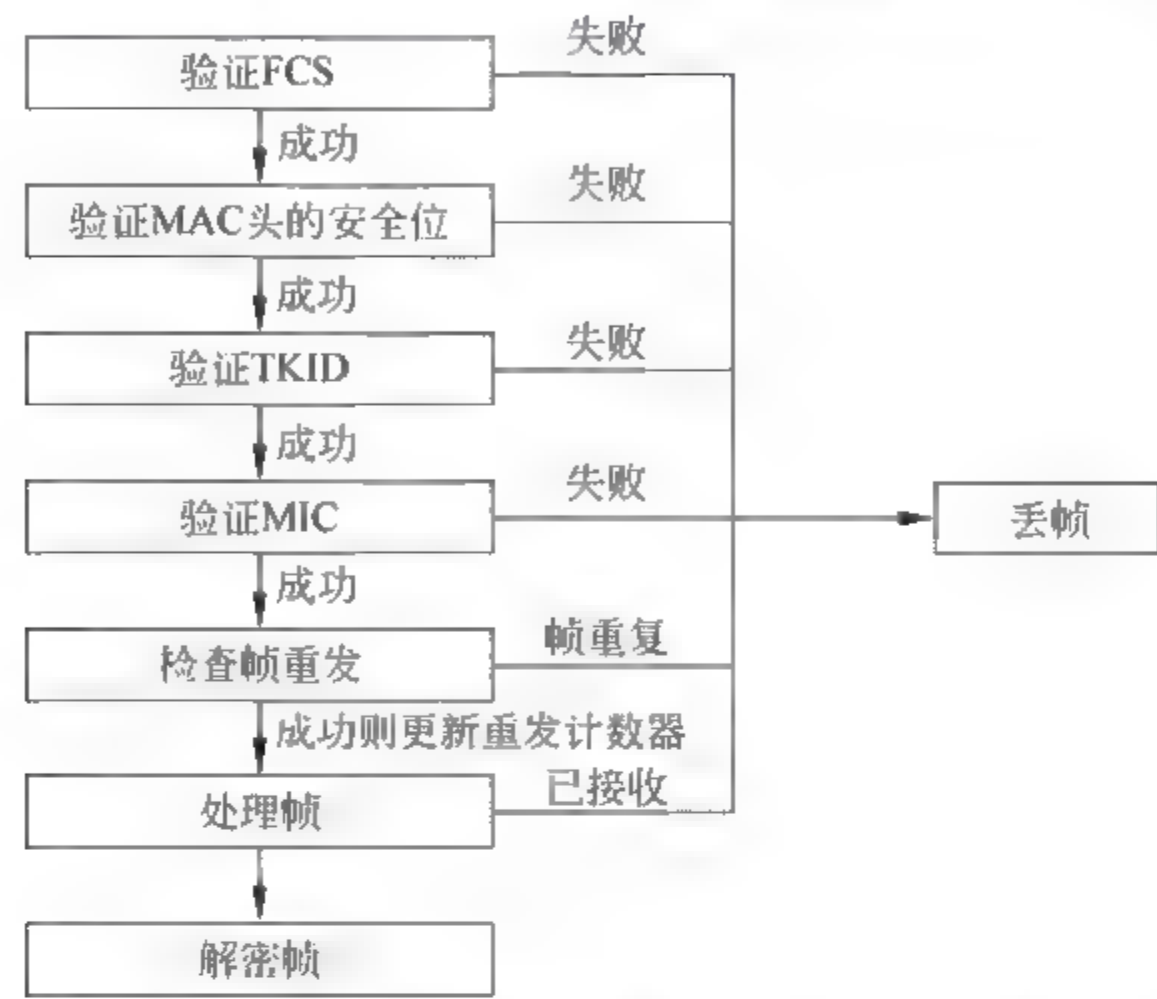 失败
验证FCS
成功
失败
验证MAC头的安全位
成功
失败
验证TKID
成功
失败
验证MIC
丢帧
成功
帧重复
检查帧重发
成功则更新重发计数器
已接收
处理帧
解密帧